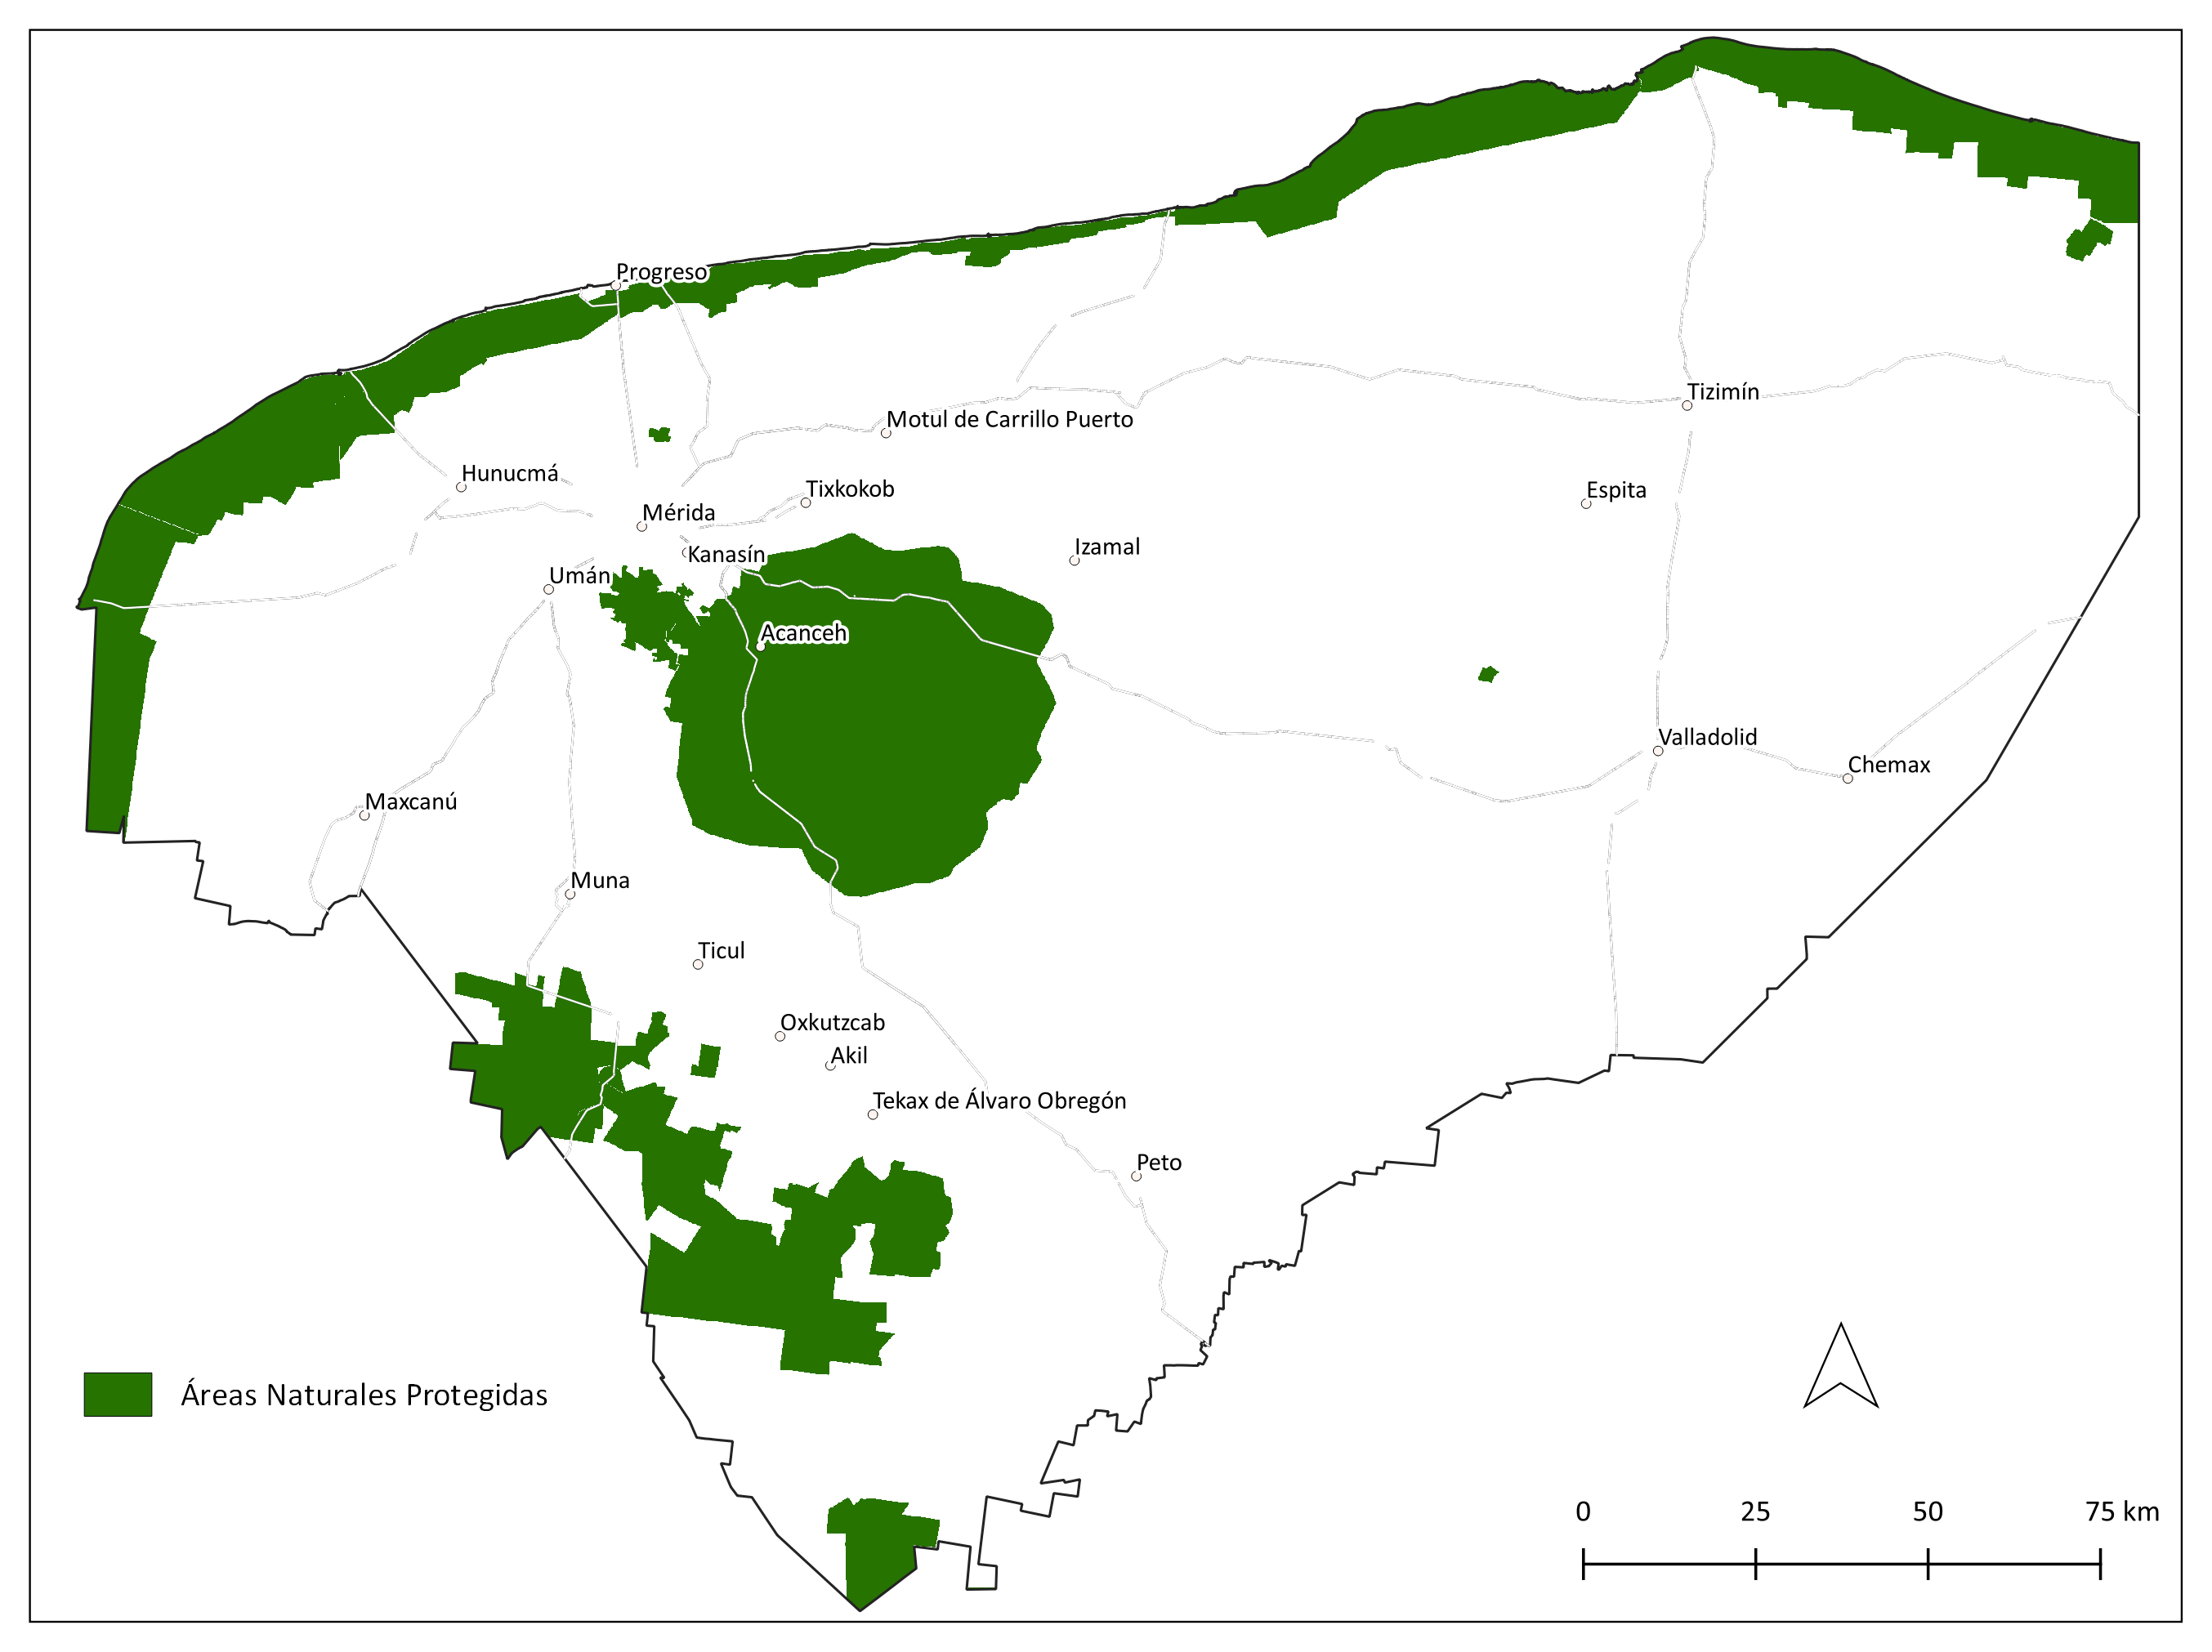 Progreso
Tizimín
Motul de Carrillo Puerto
Hunucmá
Tixkokob
Espita
Mérida
Izamal
Kanasín
Umán
Acanceh
Valladolid
Chemax
Maxcanú
Muna
Ticul
Oxkutzcab
Akil
Tekax de Álvaro Obregón
Peto
Áreas Naturales Protegidas
0 25 50 75 km